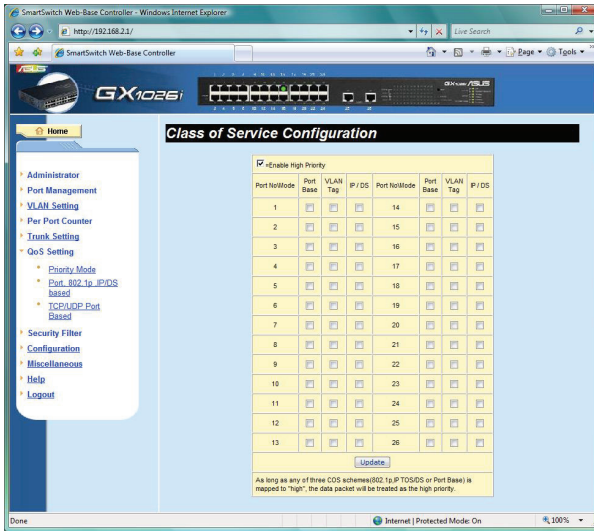 SmartSwitch Web-Base Controller - Windows Internet Explorer
http://192.168.2.1/
Live Search
SmartSwitch Web-Base Controller
Page
Tools
ASUS
GX1026i
Home
Class of Service Configuration
Administrator
Port Management
VLAN Setting
Per Port Counter
Trunk Setting
QoS Setting
Priority Mode
Port, 802.1p ,IP/DS
based
TCP/UDP Port
Based
Security Filter
Configuration
Miscellaneous
Help
Logout
=Enable High Priority
Port No\Mode Port Base VLAN Tag IP / DS Port No\Mode Port Base VLAN Tag IP / DS
1 14
2 15
3 16
4 17
5 18
6 19
7 20
8 21
9 22
10 23
11 24
12 25
13 26
Update
As long as any of three COS schemes(802.1p,IP TOS/DS or Port Base) is
mapped to "high", the data packet will be treated as the high priority.
Done
Internet | Protected Mode: On
100%